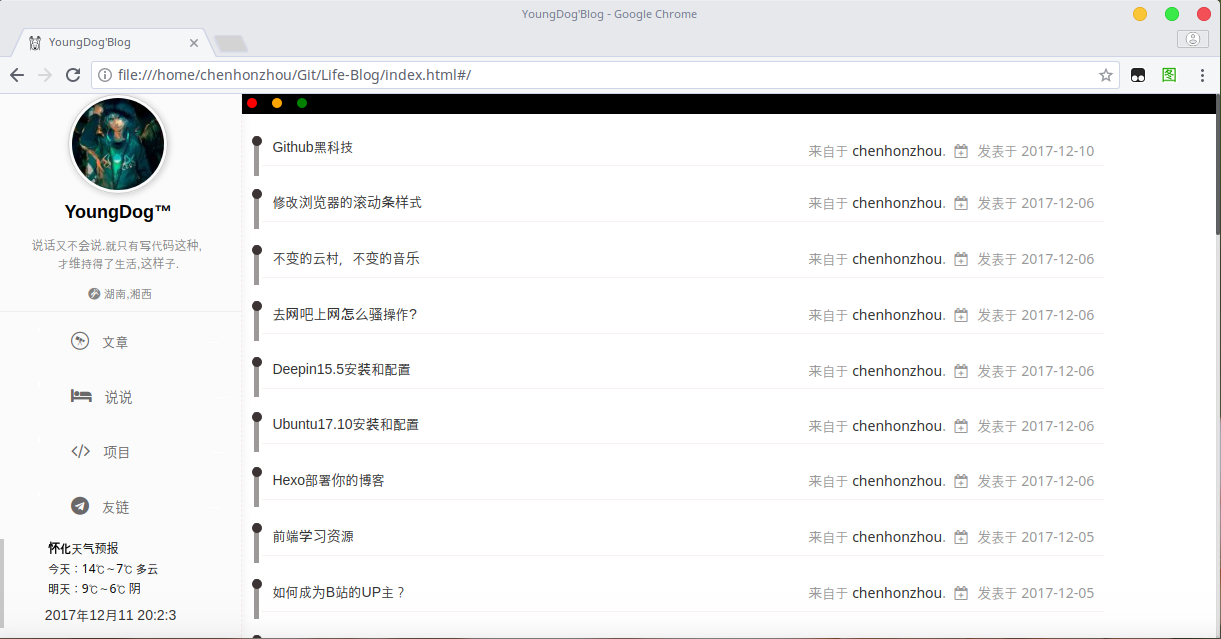 YoungDog'Blog - Google Chrome
YoungDog'Blog
file:///home/chenhonzhou/Git/Life-Blog/index.html#/
图
YoungDog™
说话又不会说.就只有写代码这种,
才维持得了生活,这样子.
湖南,湘西
文章
说说
项目
友链
怀化天气预报
今天：14℃～7℃ 多云
明天：9℃～6℃ 阴
2017年12月11 20:2:3
Github黑科技 来自于 chenhonzhou. 发表于 2017-12-10
修改浏览器的滚动条样式 来自于 chenhonzhou. 发表于 2017-12-06
不变的云村，不变的音乐 来自于 chenhonzhou. 发表于 2017-12-06
去网吧上网怎么骚操作? 来自于 chenhonzhou. 发表于 2017-12-06
Deepin15.5安装和配置 来自于 chenhonzhou. 发表于 2017-12-06
Ubuntu17.10安装和配置 来自于 chenhonzhou. 发表于 2017-12-06
Hexo部署你的博客 来自于 chenhonzhou. 发表于 2017-12-06
前端学习资源 来自于 chenhonzhou. 发表于 2017-12-05
如何成为B站的UP主？ 来自于 chenhonzhou. 发表于 2017-12-05